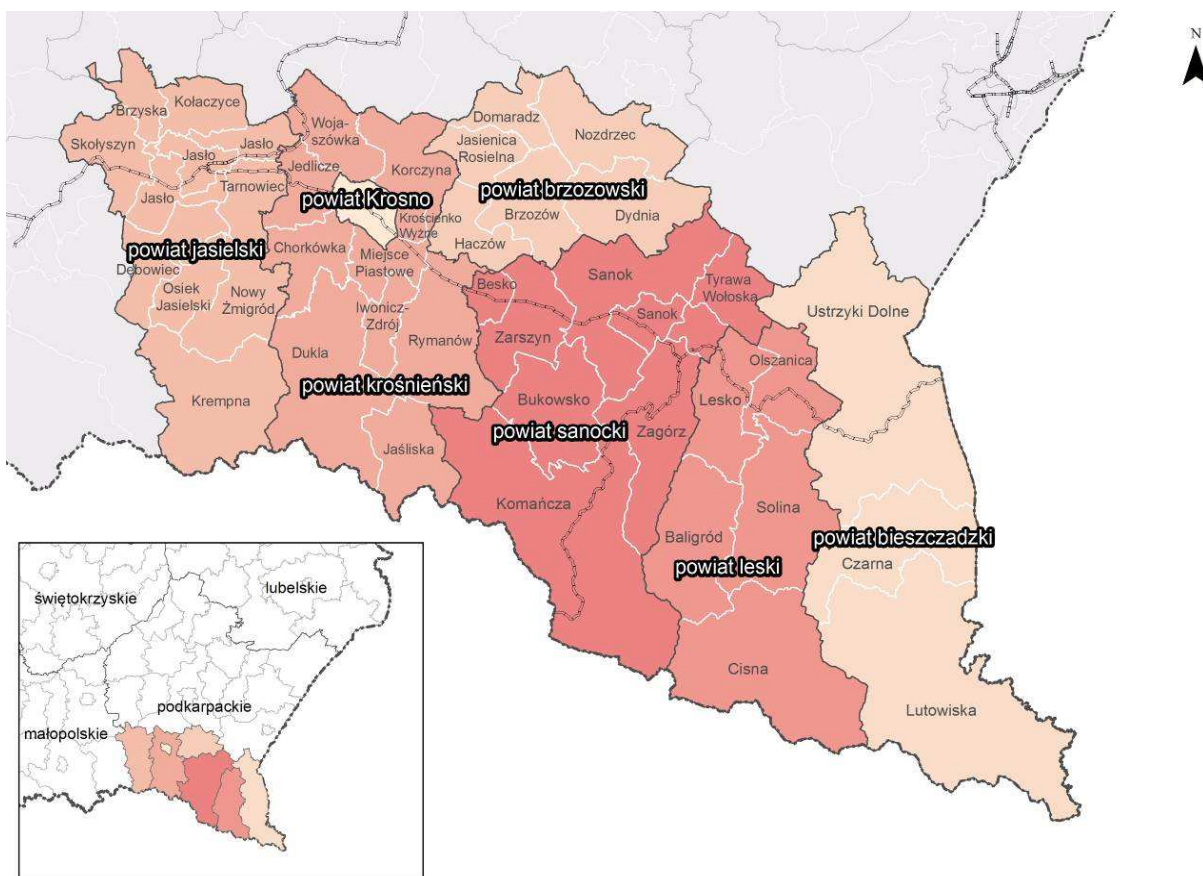 N
Brzyska
Kołaczyce
Skołyszyn
Jasło
Jasło
Jasło
Tarnowiec
powiat jasielski
Dębowiec
Osiek
Jasielski
Nowy
Żmigród
Krempna
Woja-
szówka
Jedlicze
Korczyna
powiat Krosno
Krościenko
Wyżne
Chorkówka
Miejsce
Piastowe
Iwonicz-
Zdrój
Rymanów
Dukla
powiat krośnieński
Jaśliska
Domaradz
Nozdrzec
Jasienica
Rosielna
powiat brzozowski
Brzozów
Dydnia
Haczów
Besko
Sanok
Tyrawa
Wołoska
Sanok
Zarszyn
Bukowsko
powiat sanocki
Zagórz
Komańcza
Olszanica
Lesko
Solina
Baligród
powiat leski
Cisna
Ustrzyki Dolne
powiat bieszczadzki
Czarna
Lutowiska
świętokrzyskie
lubelskie
podkarpackie
małopolskie